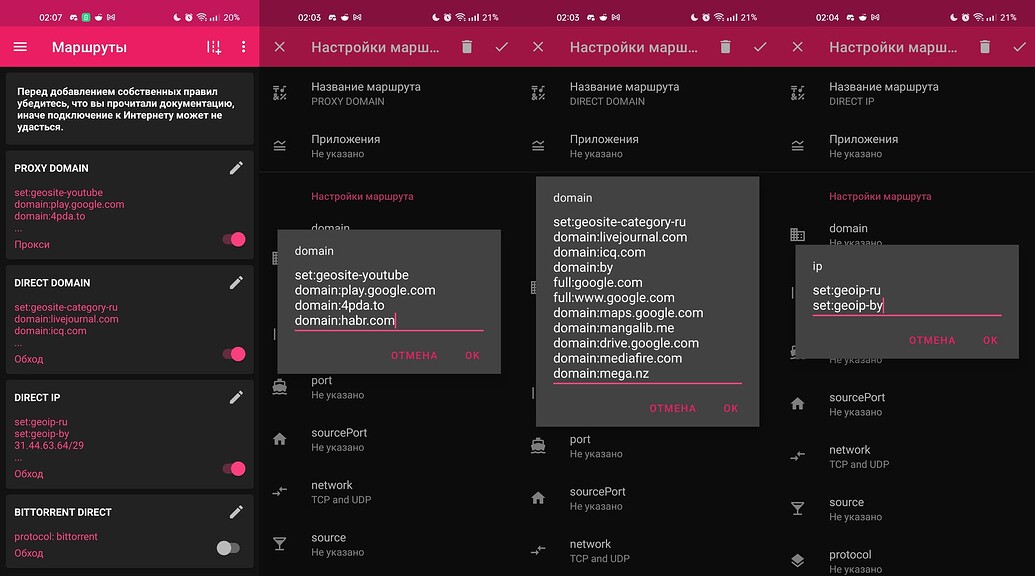 02:07
20%
Маршруты
Перед добавлением собственных правил
убедитесь, что вы прочитали документацию,
иначе подключение к Интернету может не
удасться.
PROXY DOMAIN
set:geosite-youtube
domain:play.google.com
domain:4pda.to
...
Прокси
DIRECT DOMAIN
set:geosite-category-ru
domain:livejournal.com
domain:icq.com
...
Обход
DIRECT IP
set:geoip-ru
set:geoip-by
31.44.63.64/29
...
Обход
BITTORRENT DIRECT
protocol: bittorrent
Обход
02:03
21%
Настройки марш...
Название маршрута
PROXY DOMAIN
Приложения
Не указано
Настройки маршрута
domain
domain
set:geosite-youtube
domain:play.google.com
domain:4pda.to
domain:habr.com
ОТМЕНА
OK
port
Не указано
sourcePort
Не указано
network
TCP and UDP
source
Не указано
02:03
21%
Настройки марш...
Название маршрута
DIRECT DOMAIN
Приложения
Не указано
domain
set:geosite-category-ru
domain:livejournal.com
domain:icq.com
domain:by
full:google.com
full:www.google.com
domain:maps.google.com
domain:mangalib.me
domain:drive.google.com
domain:mediafire.com
domain:mega.nz
ОТМЕНА
OK
port
Не указано
sourcePort
Не указано
network
TCP and UDP
02:04
21%
Настройки марш...
Название маршрута
DIRECT IP
Приложения
Не указано
Настройки маршрута
domain
Не указано
ip
set:geoip-ru
set:geoip-by
ОТМЕНА
OK
Не указано
sourcePort
Не указано
network
TCP and UDP
source
Не указано
protocol
Не указано